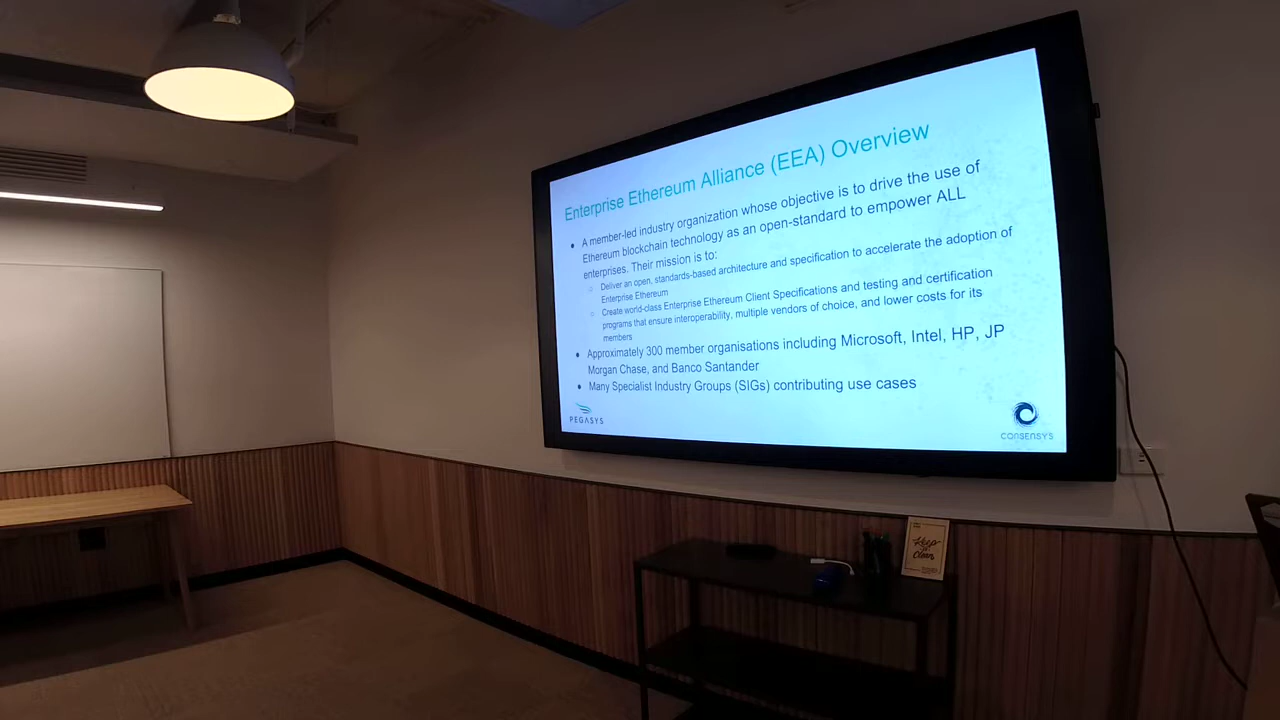 Enterprise Ethereum Alliance (EEA) Overview
● A member-led industry organization whose objective is to drive the use of
Ethereum blockchain technology as an open-standard to empower ALL
enterprises. Their mission is to:
○ Deliver an open, standards-based architecture and specification to accelerate the adoption of
Enterprise Ethereum
○ Create world-class Enterprise Ethereum Client Specifications and testing and certification
programs that ensure interoperability, multiple vendors of choice, and lower costs for its
members
● Approximately 300 member organisations including Microsoft, Intel, HP, JP
Morgan Chase, and Banco Santander
● Many Specialist Industry Groups (SIGs) contributing use cases
PEGASYS
CONSENSYS
Keep
Clean